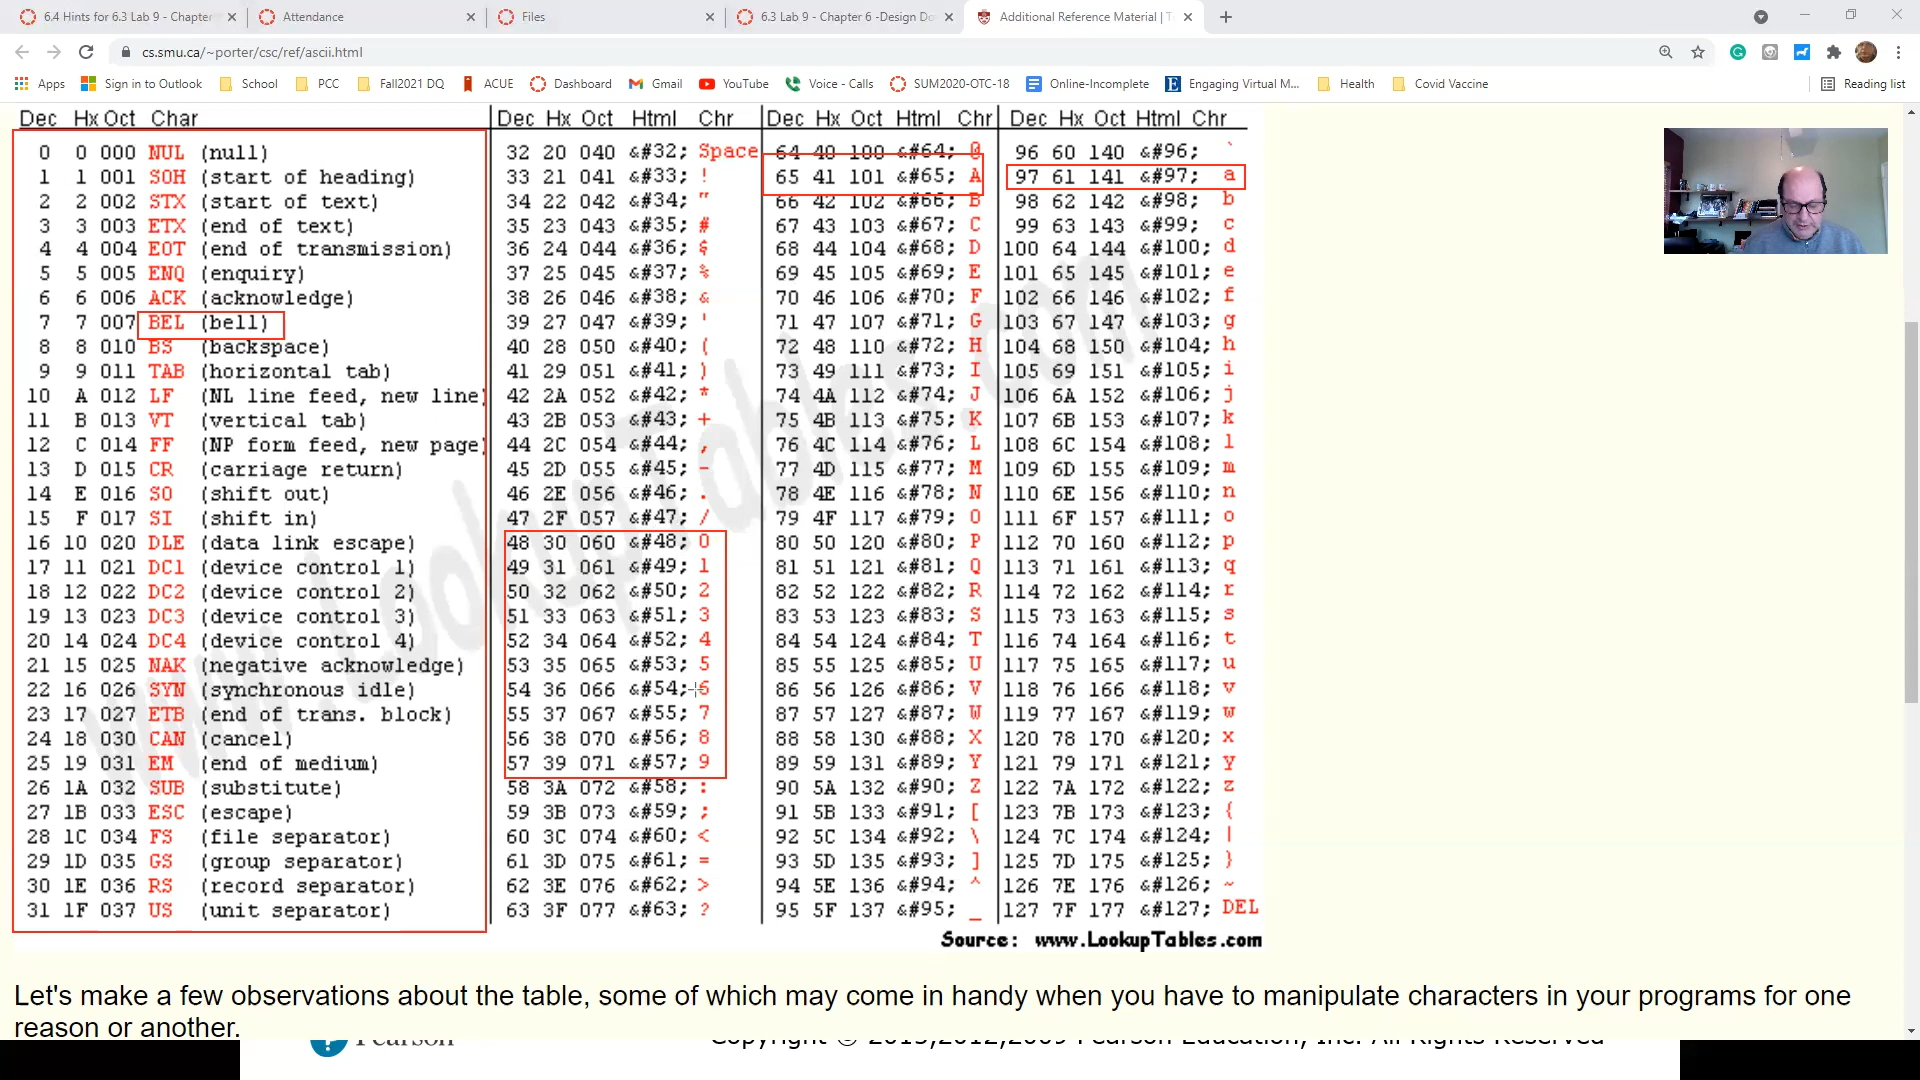 6.4 Hints for 6.3 Lab 9 - Chapter
Attendance
Files
6.3 Lab 9 - Chapter 6 -Design Do
Additional Reference Material | T
cs.smu.ca/~porter/csc/ref/ascii.html
Apps Sign in to Outlook School PCC Fall2021 DQ ACUE Dashboard Gmail YouTube Voice - Calls SUM2020-OTC-18 Online-Incomplete Engaging Virtual M... Health Covid Vaccine Reading list
Dec Hx Oct Char Dec Hx Oct Html Chr Dec Hx Oct Html Chr Dec Hx Oct Html Chr
0 0 000 NUL (null) 32 20 040 &#32; Space 64 40 100 &#64; @ 96 60 140 &#96; `
1 1 001 SOH (start of heading) 33 21 041 &#33; ! 65 41 101 &#65; A 97 61 141 &#97; a
2 2 002 STX (start of text) 34 22 042 &#34; " 66 42 102 &#66; B 98 62 142 &#98; b
3 3 003 ETX (end of text) 35 23 043 &#35; # 67 43 103 &#67; C 99 63 143 &#99; c
4 4 004 EOT (end of transmission) 36 24 044 &#36; $ 68 44 104 &#68; D 100 64 144 &#100; d
5 5 005 ENQ (enquiry) 37 25 045 &#37; % 69 45 105 &#69; E 101 65 145 &#101; e
6 6 006 ACK (acknowledge) 38 26 046 &#38; & 70 46 106 &#70; F 102 66 146 &#102; f
7 7 007 BEL (bell) 39 27 047 &#39; ' 71 47 107 &#71; G 103 67 147 &#103; g
8 8 010 BS (backspace) 40 28 050 &#40; ( 72 48 110 &#72; H 104 68 150 &#104; h
9 9 011 TAB (horizontal tab) 41 29 051 &#41; ) 73 49 111 &#73; I 105 69 151 &#105; i
10 A 012 LF (NL line feed, new line) 42 2A 052 &#42; * 74 4A 112 &#74; J 106 6A 152 &#106; j
11 B 013 VT (vertical tab) 43 2B 053 &#43; + 75 4B 113 &#75; K 107 6B 153 &#107; k
12 C 014 FF (NP form feed, new page) 44 2C 054 &#44; , 76 4C 114 &#76; L 108 6C 154 &#108; l
13 D 015 CR (carriage return) 45 2D 055 &#45; - 77 4D 115 &#77; M 109 6D 155 &#109; m
14 E 016 SO (shift out) 46 2E 056 &#46; . 78 4E 116 &#78; N 110 6E 156 &#110; n
15 F 017 SI (shift in) 47 2F 057 &#47; / 79 4F 117 &#79; O 111 6F 157 &#111; o
16 10 020 DLE (data link escape) 48 30 060 &#48; 0 80 50 120 &#80; P 112 70 160 &#112; p
17 11 021 DC1 (device control 1) 49 31 061 &#49; 1 81 51 121 &#81; Q 113 71 161 &#113; q
18 12 022 DC2 (device control 2) 50 32 062 &#50; 2 82 52 122 &#82; R 114 72 162 &#114; r
19 13 023 DC3 (device control 3) 51 33 063 &#51; 3 83 53 123 &#83; S 115 73 163 &#115; s
20 14 024 DC4 (device control 4) 52 34 064 &#52; 4 84 54 124 &#84; T 116 74 164 &#116; t
21 15 025 NAK (negative acknowledge) 53 35 065 &#53; 5 85 55 125 &#85; U 117 75 165 &#117; u
22 16 026 SYN (synchronous idle) 54 36 066 &#54; 6 86 56 126 &#86; V 118 76 166 &#118; v
23 17 027 ETB (end of trans. block) 55 37 067 &#55; 7 87 57 127 &#87; W 119 77 167 &#119; w
24 18 030 CAN (cancel) 56 38 070 &#56; 8 88 58 130 &#88; X 120 78 170 &#120; x
25 19 031 EM (end of medium) 57 39 071 &#57; 9 89 59 131 &#89; Y 121 79 171 &#121; y
26 1A 032 SUB (substitute) 58 3A 072 &#58; : 90 5A 132 &#90; Z 122 7A 172 &#122; z
27 1B 033 ESC (escape) 59 3B 073 &#59; ; 91 5B 133 &#91; [ 123 7B 173 &#123; {
28 1C 034 FS (file separator) 60 3C 074 &#60; < 92 5C 134 &#92; \ 124 7C 174 &#124; |
29 1D 035 GS (group separator) 61 3D 075 &#61; = 93 5D 135 &#93; ] 125 7D 175 &#125; }
30 1E 036 RS (record separator) 62 3E 076 &#62; > 94 5E 136 &#94; ^ 126 7E 176 &#126; ~
31 1F 037 US (unit separator) 63 3F 077 &#63; ? 95 5F 137 &#95; _ 127 7F 177 &#127; DEL
www.LookupTables.com
Source: www.LookupTables.com
Let's make a few observations about the table, some of which may come in handy when you have to manipulate characters in your programs for one
reason or another.
Pearson
Copyright © 2015,2012,2009 Pearson Education, Inc. All Rights Reserved